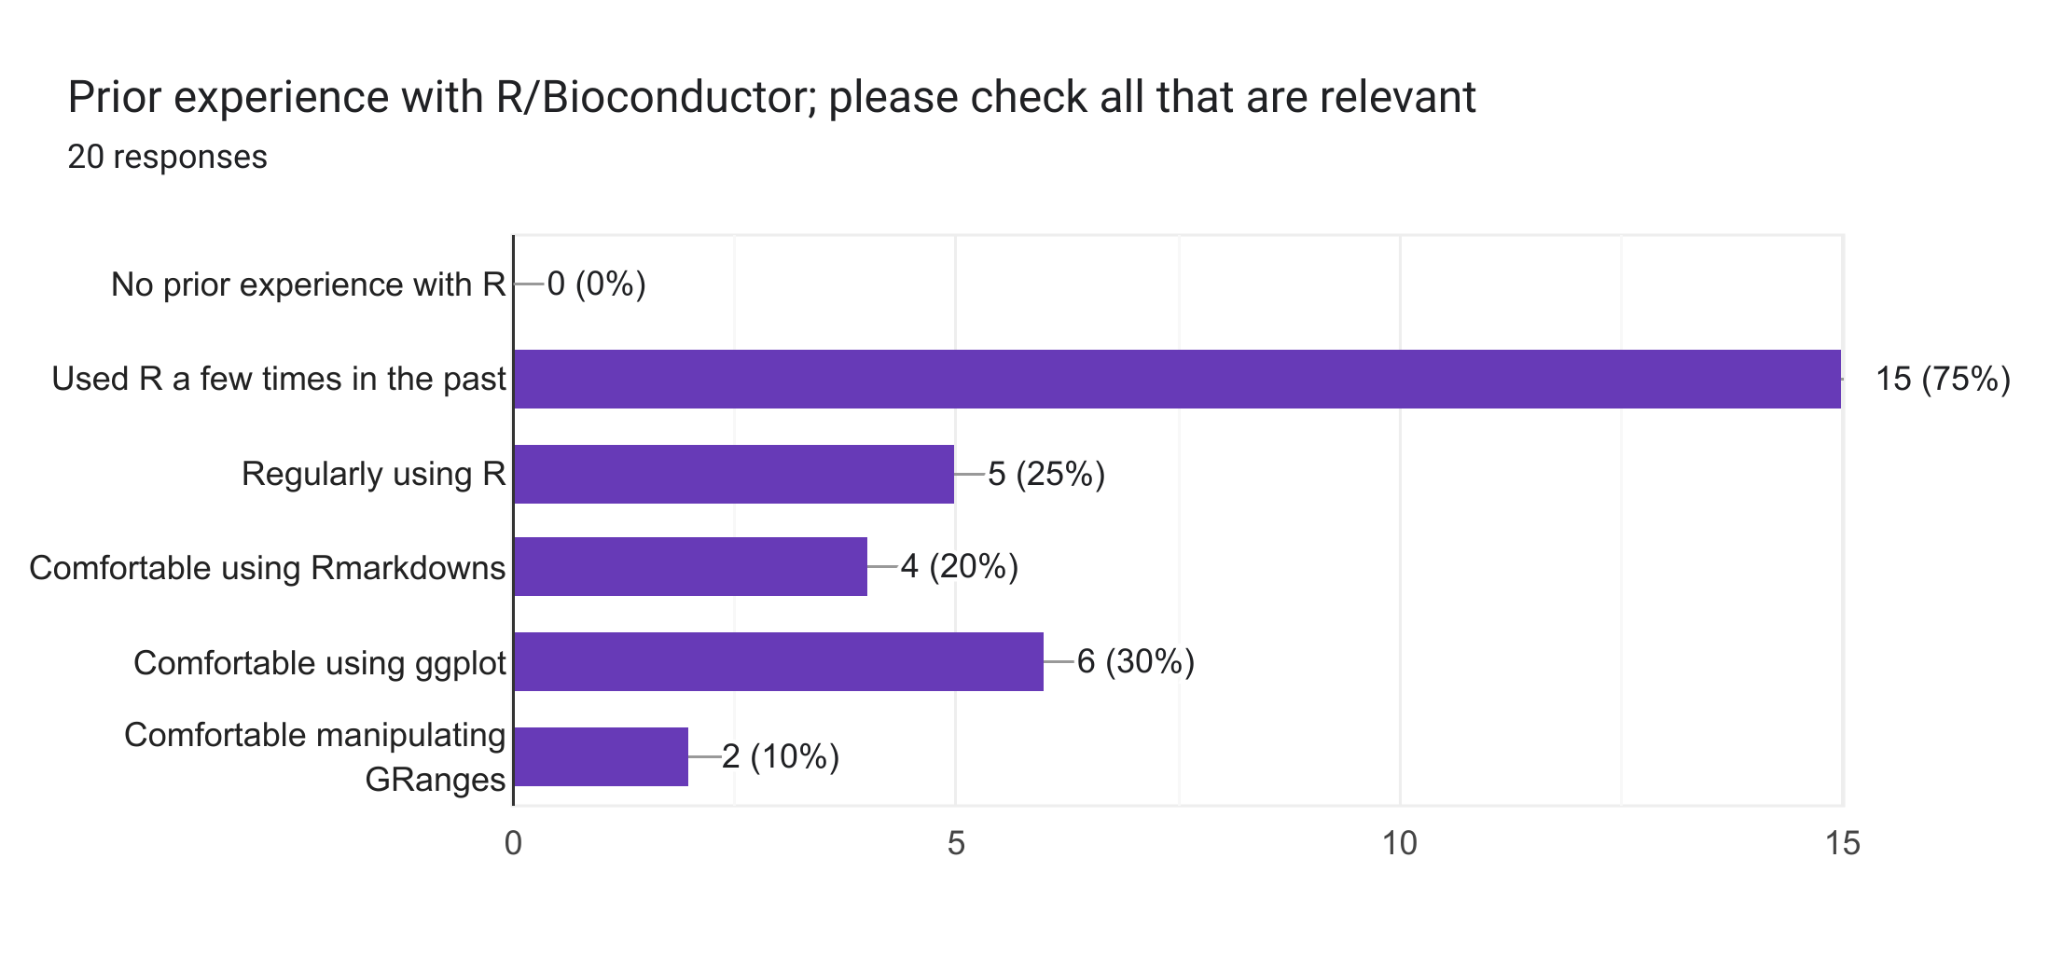 Prior experience with R/Bioconductor; please check all that are relevant
20 responses
No prior experience with R
0 (0%)
Used R a few times in the past
15 (75%)
Regularly using R
5 (25%)
Comfortable using Rmarkdowns
4 (20%)
Comfortable using ggplot
6 (30%)
Comfortable manipulating
GRanges
2 (10%)
0
5
10
15